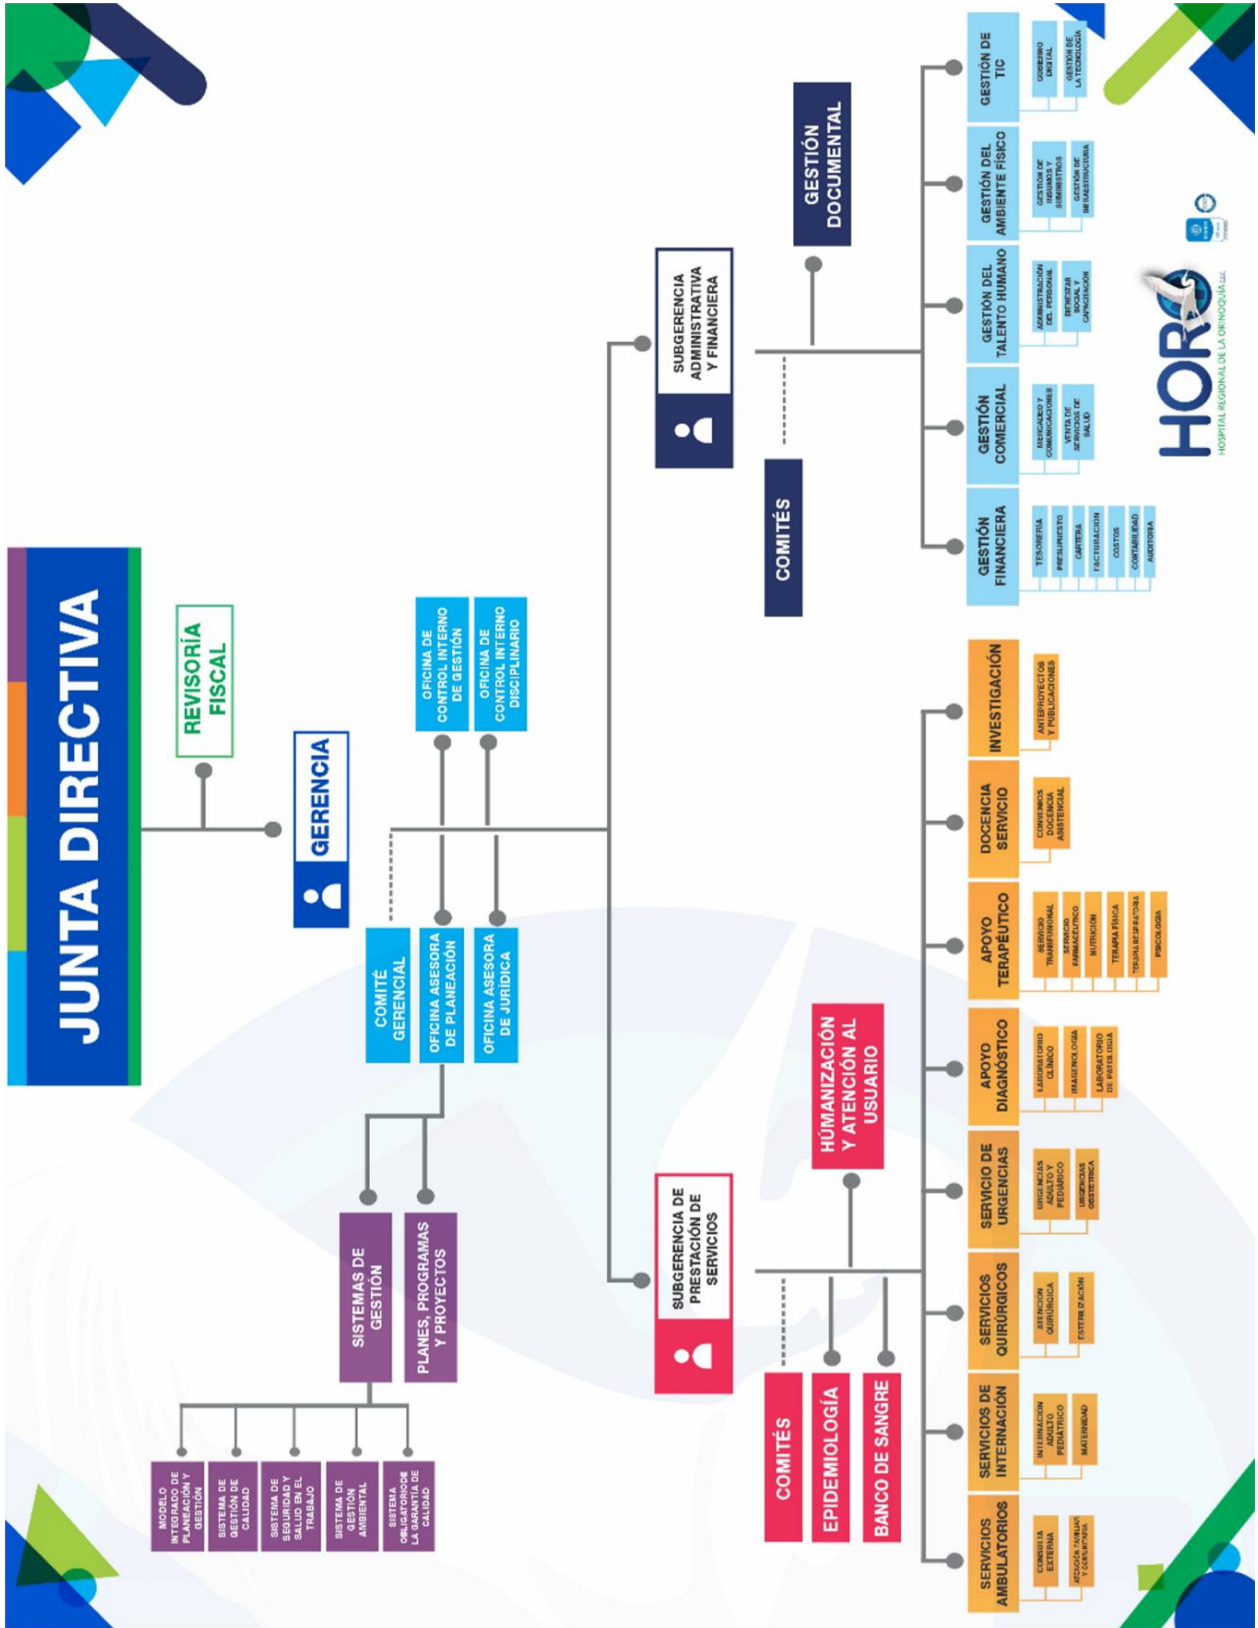 JUNTA DIRECTIVA
REVISORÍA
FISCAL
GERENCIA
COMITÉ
GERENCIAL
OFICINA ASESORA
DE PLANEACIÓN
OFICINA DE
CONTROL INTERNO
DE GESTIÓN
OFICINA ASESORA
DE JURÍDICA
OFICINA DE
CONTROL INTERNO
DISCIPLINARIO
SISTEMAS DE
GESTIÓN
PLANES, PROGRAMAS
Y PROYECTOS
MODELO
INTEGRADO DE
PLANEACIÓN Y
GESTIÓN
SISTEMA DE
GESTIÓN DE
CALIDAD
SISTEMA DE
SEGURIDAD Y
SALUD EN EL
TRABAJO
SISTEMA DE
GESTIÓN
AMBIENTAL
SISTEMA
OBLIGATORIODE
LA GARANTÍA DE
CALIDAD
SUBGERENCIA DE
PRESTACIÓN DE
SERVICIOS
COMITÉS
EPIDEMIOLOGÍA
BANCO DE SANGRE
HÚMANIZACIÓN
Y ATENCIÓN AL
USUARIO
SERVICIOS
AMBULATORIOS
CONSULTA
EXTERNA
ATENCIÓN FAMILIAR
Y COMUNITARIA
SERVICIOS DE
INTERNACIÓN
INTERNACIÓN
ADULTO
PEDIÁTRICO
MATERNIDAD
SERVICIOS
QUIRÚRGICOS
ATENCION
QUIRÚRGICA
ESTERILIZACIÓN
SERVICIO DE
URGENCIAS
URGENCIAS
ADULTO Y
PEDIÁRICO
URGENCIAS
OBSTETRICA
APOYO
DIAGNÓSTICO
LABORATORIO
CLÍNICO
IMAGENOLOGIA
LABORATORIO
DE PATOLOGIA
APOYO
TERAPÉUTICO
SERVICIO
TRANSFUSIONAL
SERVICIO
FARMACÉUTICO
NUTRICIÓN
TERAPIA FÍSICA
TERAPIA RESPIRATORIA
PSICOLOGIA
DOCENCIA
SERVICIO
CONVENIOS
DOCENCIA
ASISTENCIAL
INVESTIGACIÓN
ANTEPROYECTOS
Y PUBLICACIONES
SUBGERENCIA
ADMINISTRATIVA
Y FINANCIERA
COMITÉS
GESTIÓN
DOCUMENTAL
GESTIÓN
FINANCIERA
TESORERÍA
PRESUPUESTO
CARTERA
FACTURACIÓN
COSTOS
CONTABILIDAD
AUDITORIA
GESTIÓN
COMERCIAL
MERCADEO Y
COMUNICACIONES
VENTA DE
SERVICIOS DE
SALUD
GESTIÓN DEL
TALENTO HUMANO
ADMINISTRACIÓN
DEL PERSONAL
BIENESTAR
SOCIAL Y
CAPACITACIÓN
GESTIÓN DEL
AMBIENTE FÍSICO
GESTIÓN DE
INSUMOS Y
SUMINISTROS
GESTIÓN DE
INFRAESTRUCTURA
GESTIÓN DE
TIC
GOBIERNO
DIGITAL
GESTIÓN DE
LA TECNOLOGÍA
HORO
HOSPITAL REGIONAL DE LA ORINOQUÍA